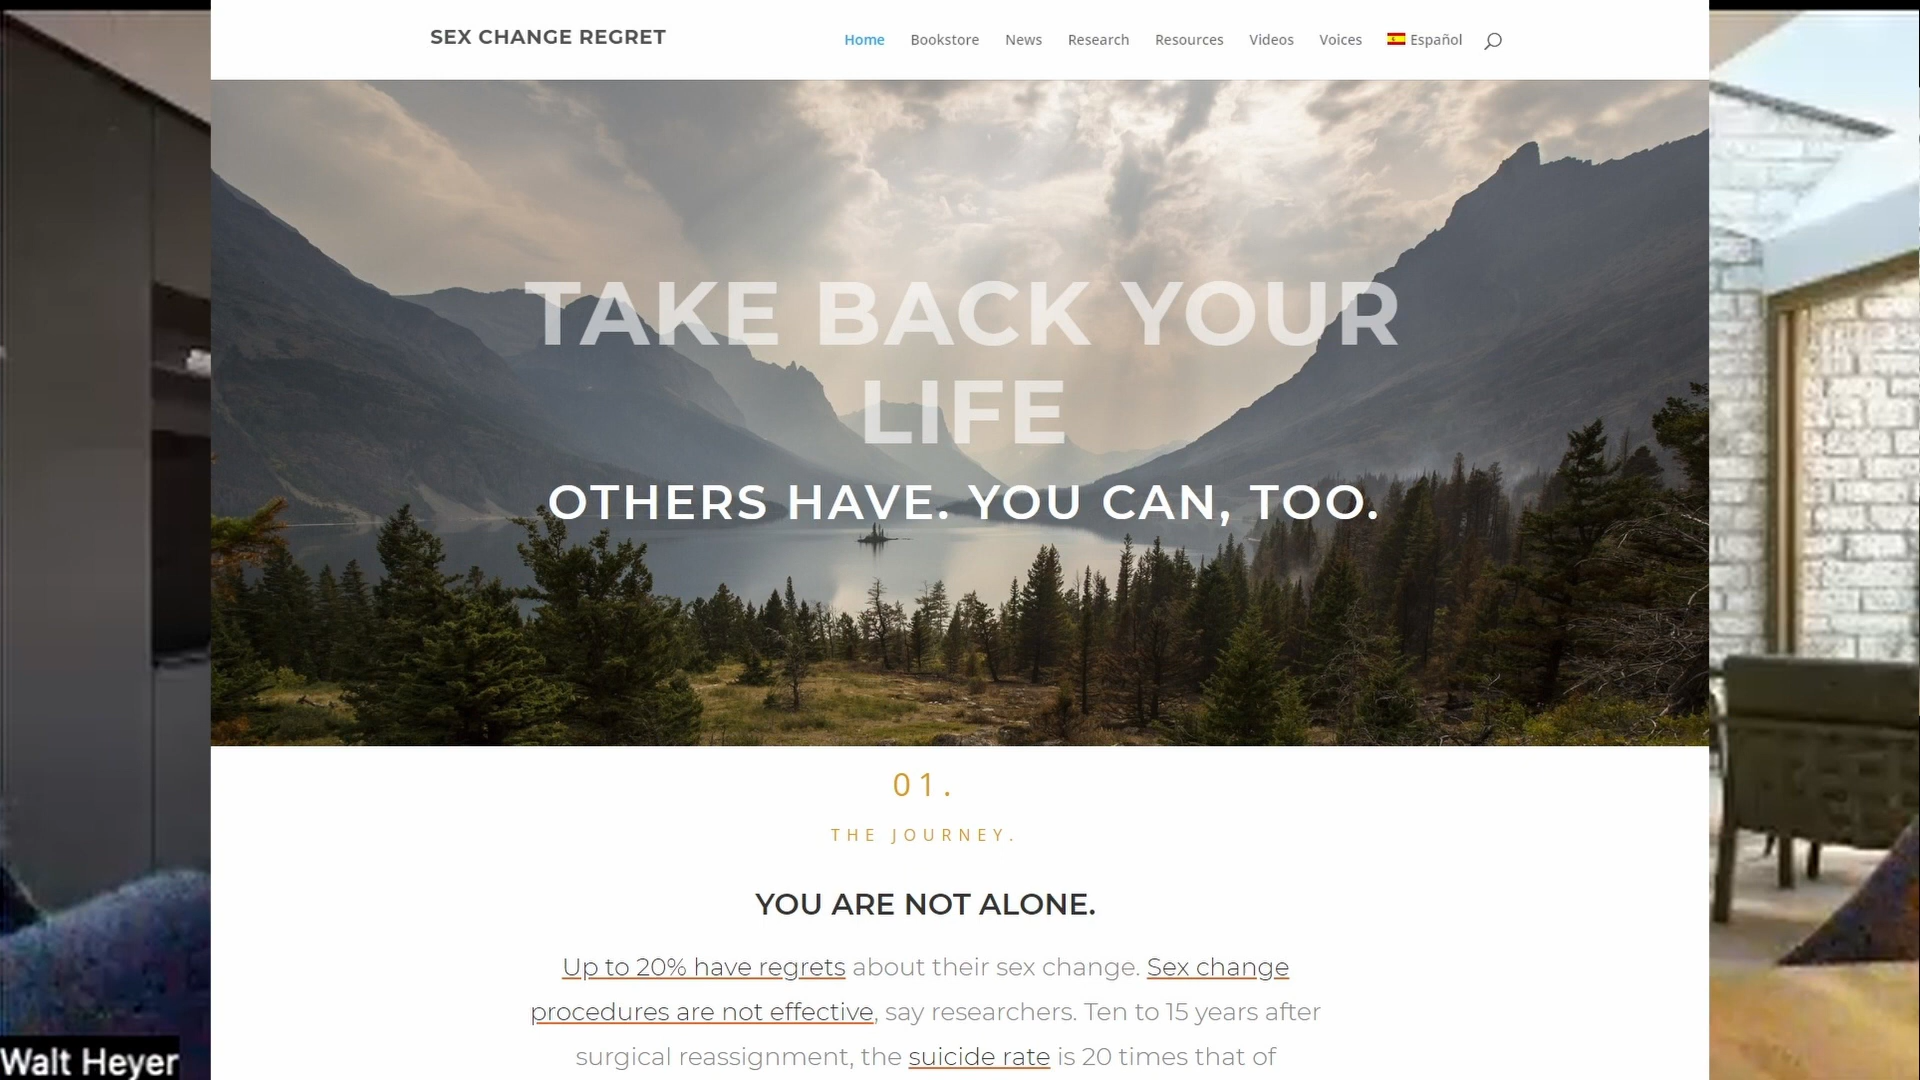 SEX CHANGE REGRET
Home Bookstore News Research Resources Videos Voices Español
TAKE BACK YOUR
LIFE
OTHERS HAVE. YOU CAN, TOO.
01.
THE JOURNEY.
YOU ARE NOT ALONE.
Up to 20% have regrets about their sex change. Sex change
procedures are not effective, say researchers. Ten to 15 years after
surgical reassignment, the suicide rate is 20 times that of
Walt Heyer